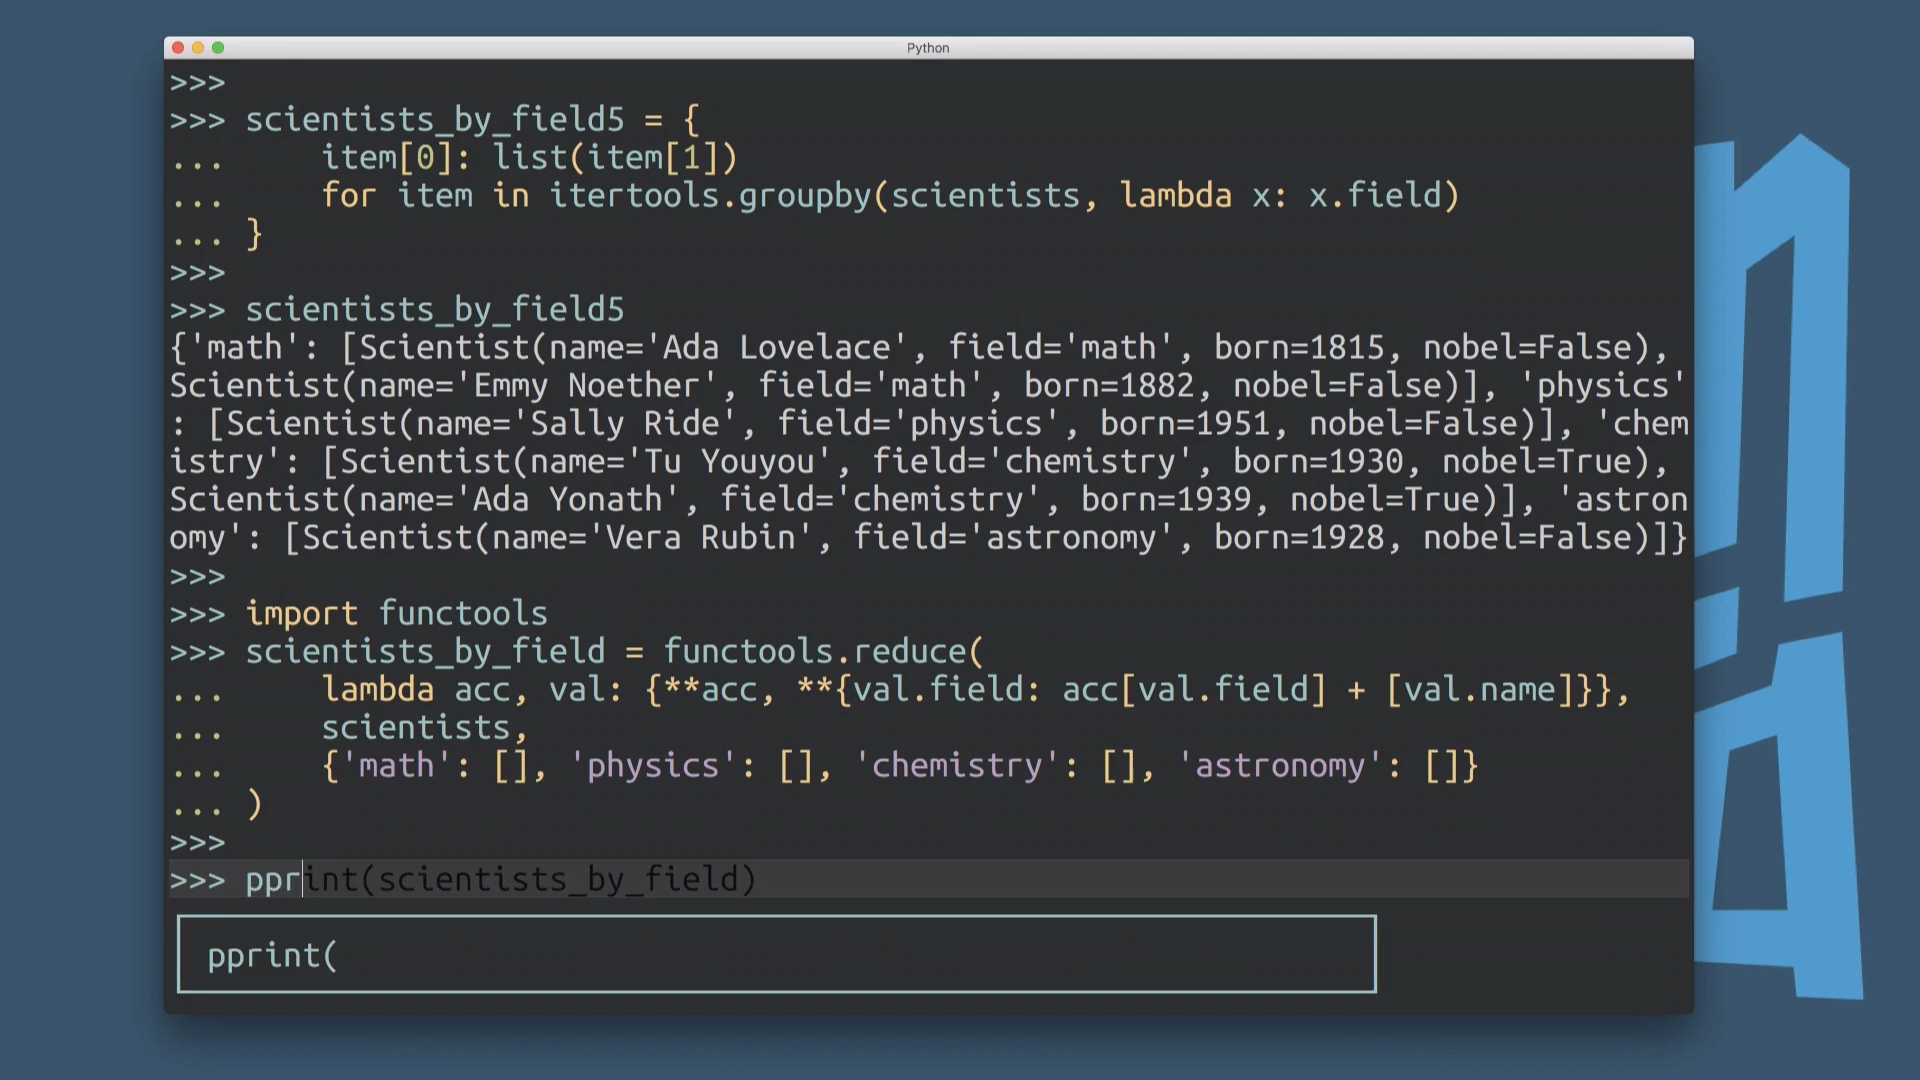 Python
>>>
>>> scientists_by_field5 = {
...     item[0]: list(item[1])
...     for item in itertools.groupby(scientists, lambda x: x.field)
... }
>>>
>>> scientists_by_field5
{'math': [Scientist(name='Ada Lovelace', field='math', born=1815, nobel=False),
Scientist(name='Emmy Noether', field='math', born=1882, nobel=False)], 'physics'
: [Scientist(name='Sally Ride', field='physics', born=1951, nobel=False)], 'chem
istry': [Scientist(name='Tu Youyou', field='chemistry', born=1930, nobel=True),
Scientist(name='Ada Yonath', field='chemistry', born=1939, nobel=True)], 'astron
omy': [Scientist(name='Vera Rubin', field='astronomy', born=1928, nobel=False)]}
>>>
>>> import functools
>>> scientists_by_field = functools.reduce(
...     lambda acc, val: {**acc, **{val.field: acc[val.field] + [val.name]}},
...     scientists,
...     {'math': [], 'physics': [], 'chemistry': [], 'astronomy': []}
... )
>>>
>>> pprint(scientists_by_field)
pprint(